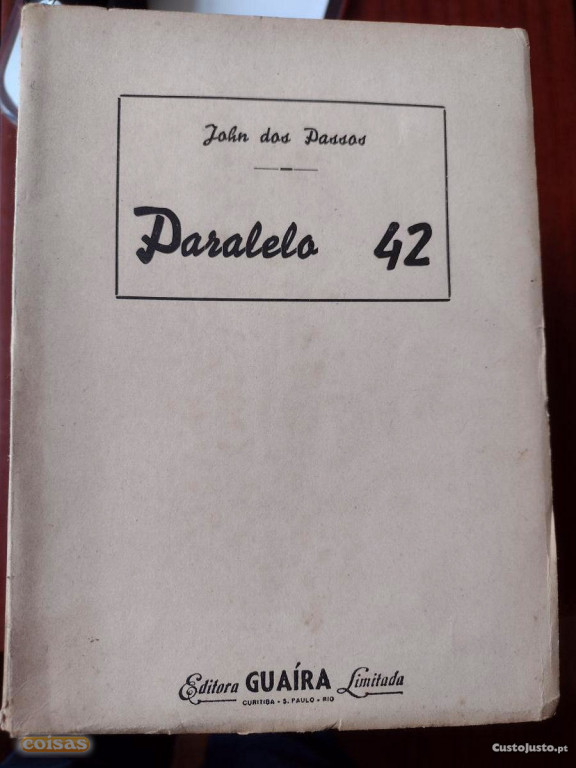 John dos Passos
Paralelo 42
Editora GUAÍRA Limitada
CURITIBA - S. PAULO - RIO
coisas
CustoJusto.pt